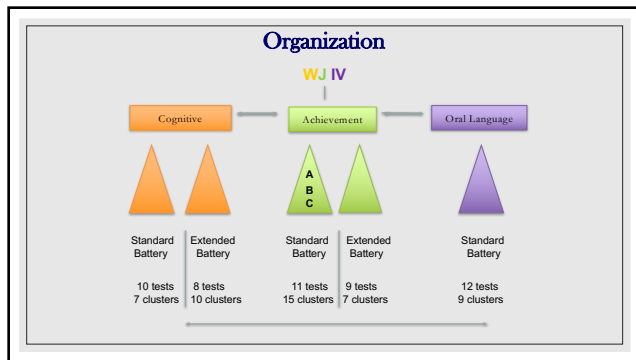 Organization
WJ IV
Cognitive
Achievement
Oral Language
A
B
C
Standard
Battery
Extended
Battery
Standard
Battery
Extended
Battery
Standard
Battery
10 tests
7 clusters
8 tests
10 clusters
11 tests
15 clusters
9 tests
7 clusters
12 tests
9 clusters